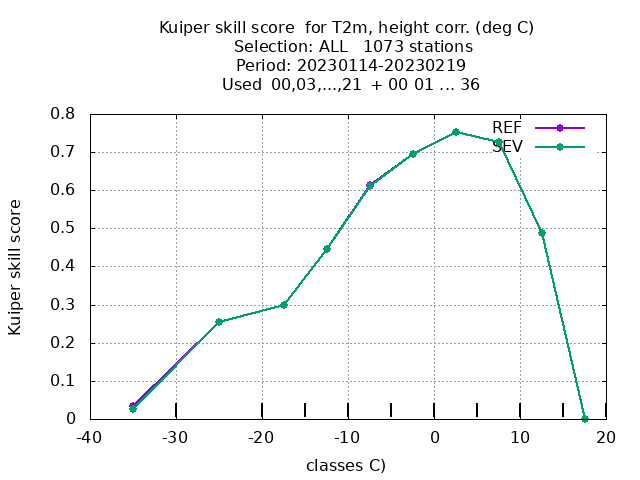 Kuiper skill score  for T2m, height corr. (deg C)
Selection: ALL   1073 stations
Period: 20230114-20230219
Used  00,03,...,21  + 00 01 ... 36
REF
SEV
Kuiper skill score
0.8
0.7
0.6
0.5
0.4
0.3
0.2
0.1
0
-40 -30 -20 -10 0 10 20
classes C)